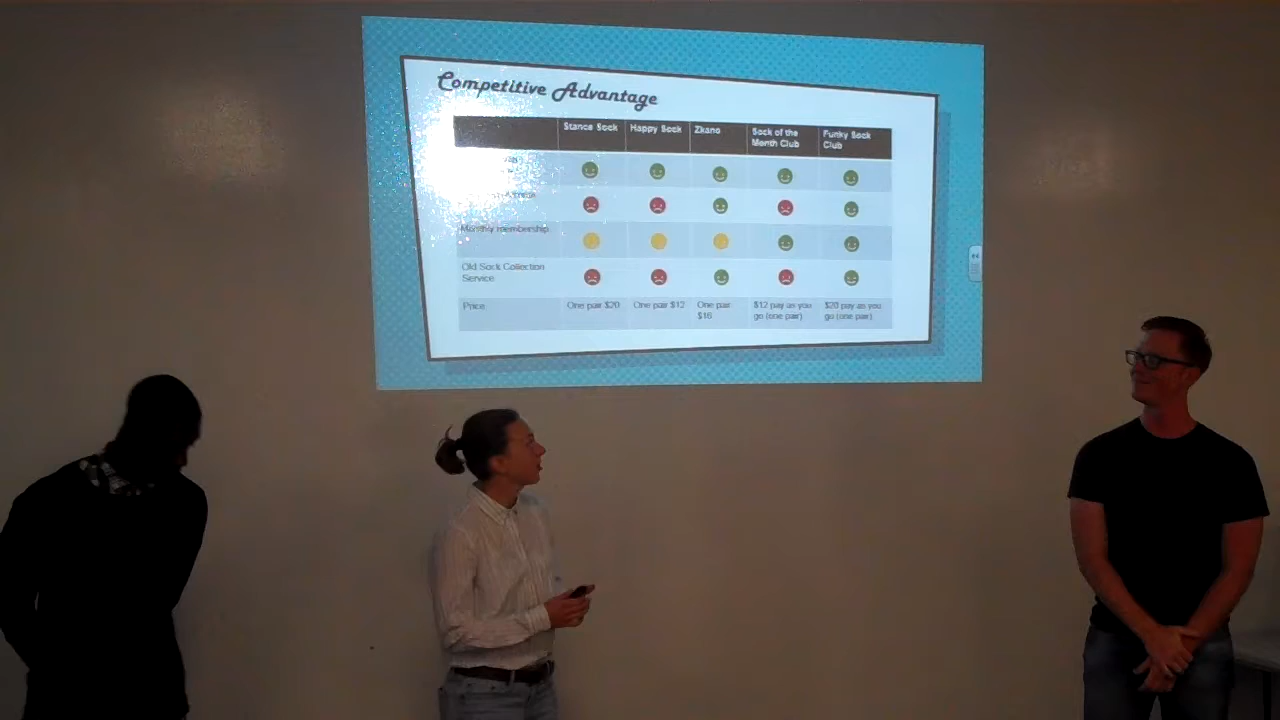 Competitive Advantage
Stance Sock Happy Sock Zkano Sock of the Month Club Funky Sock Club
Monthly membership
Old Sock Collection Service
Price One pair $20 One pair $12 One pair $16 $12 pay as you go (one pair) $20 pay as you go (one pair)